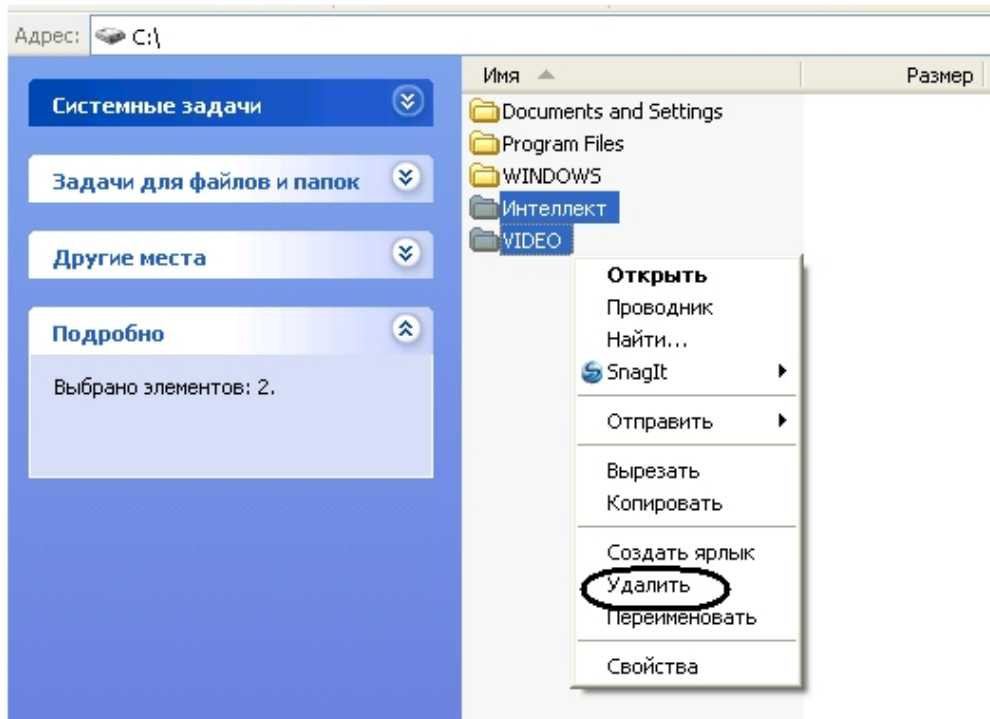 Адрес: C:\
Имя Размер
Системные задачи
Задачи для файлов и папок
Другие места
Подробно
Выбрано элементов: 2.
Documents and Settings
Program Files
WINDOWS
Интеллект
VIDEO
Открыть
Проводник
Найти...
SnagIt
Отправить
Вырезать
Копировать
Создать ярлык
Удалить
Переименовать
Свойства